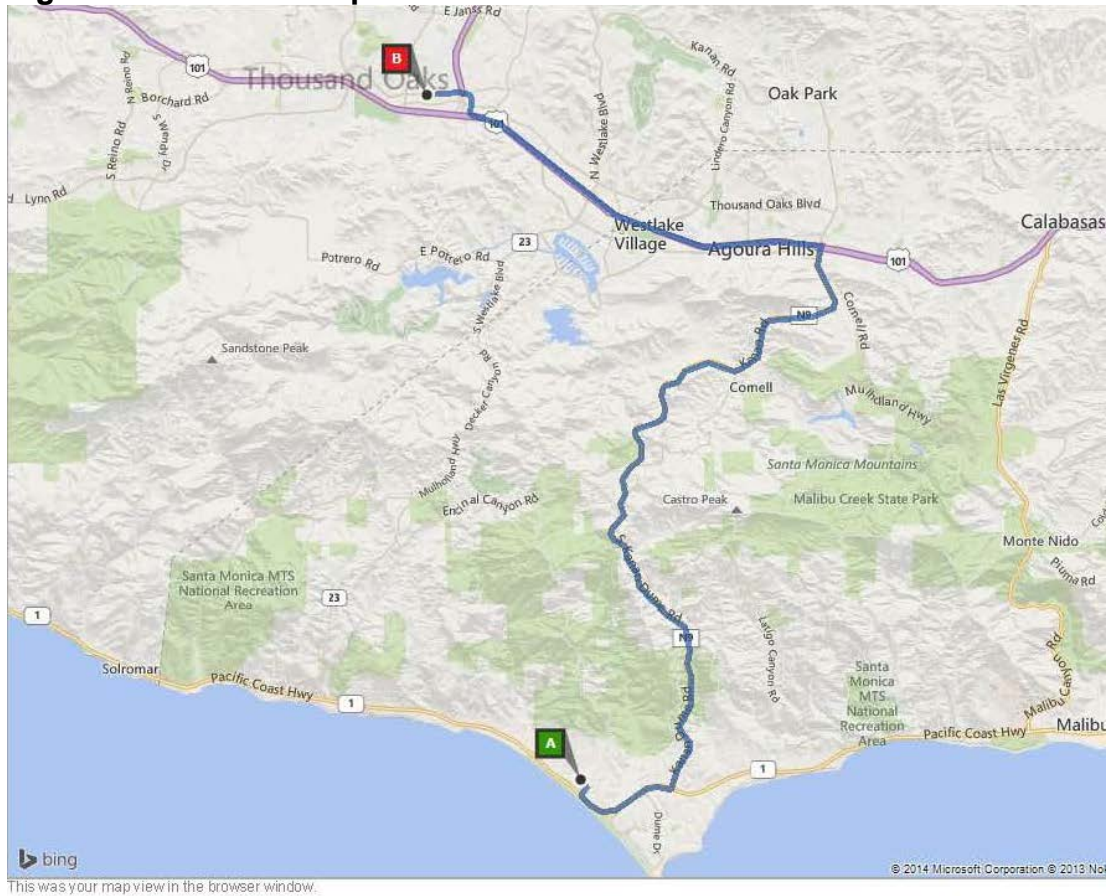 E Janss Rd
101
B
Thousand Oaks
N Reino Rd
Borchard Rd
S Wendy Dr
S Reino Rd
Lynn Rd
101
N Westlake Blvd
Kanan Rd
Oak Park
Lindero Canyon Rd
Thousand Oaks Blvd
Westlake
Village
Agoura Hills
Calabasas
101
23
E Potrero Rd
Potrero Rd
S Westlake Blvd
Sandstone Peak
Decker Canyon Rd
Mulholland Hwy
Encinal Canyon Rd
N9
Kanan Rd
Cornell Rd
Cornell
Mulholland Hwy
Las Virgenes Rd
Santa Monica Mountains
Castro Peak
Malibu Creek State Park
Monte Nido
Piuma Rd
Santa Monica MTS
National Recreation
Area
23
1
Solromar
Pacific Coast Hwy
1
S Kanan Dume Rd
N9
Latigo Canyon Rd
Kanan Dume Rd
Santa
Monica
MTS
National
Recreation
Area
Malibu Canyon Rd
Malibu
Pacific Coast Hwy
1
A
Dume Dr
bing
© 2014 Microsoft Corporation © 2013 Nok
This was your map view in the browser window.